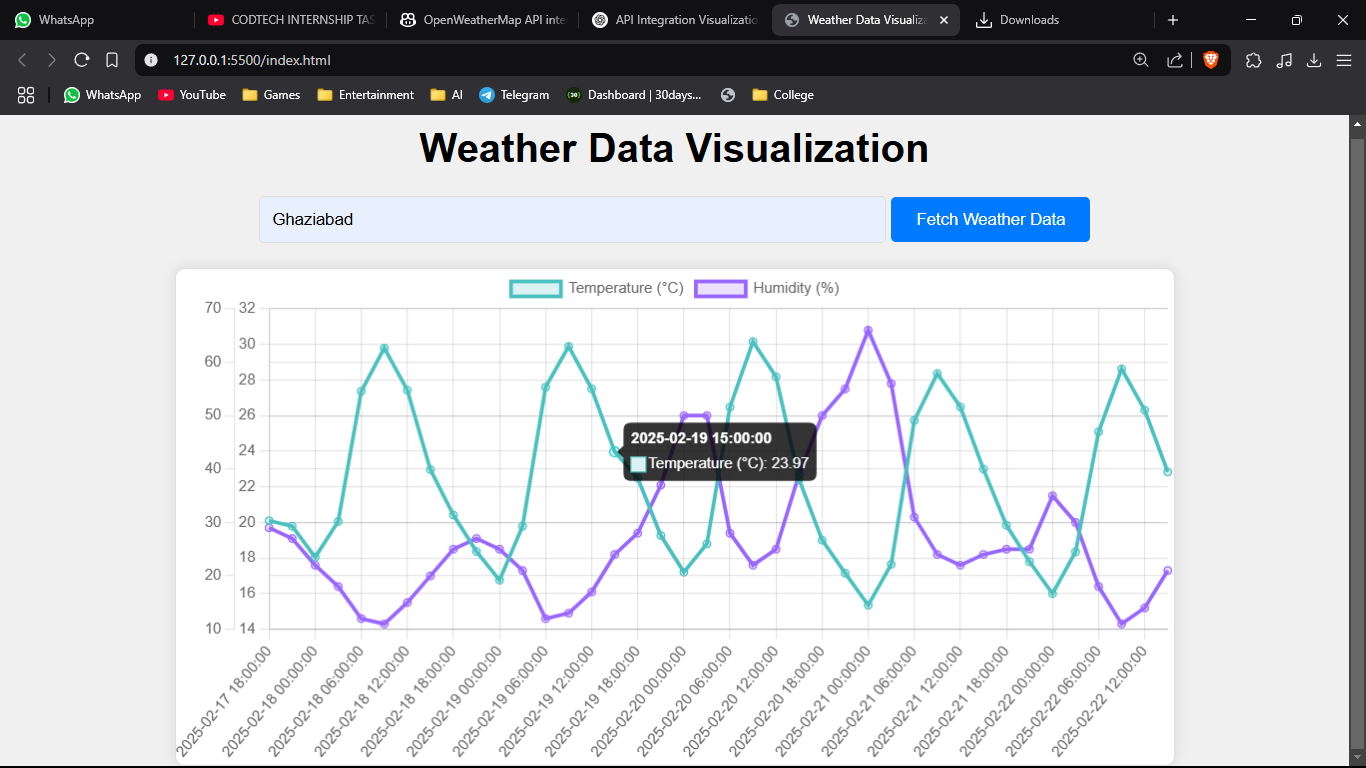 WhatsApp
CODTECH INTERNSHIP TAS
OpenWeatherMap API inte
API Integration Visualizatio
Weather Data Visualiza
Downloads
127.0.0.1:5500/index.html
WhatsApp
YouTube
Games
Entertainment
AI
Telegram
Dashboard | 30days...
College
Weather Data Visualization
Ghaziabad
Fetch Weather Data
Temperature (°C)
Humidity (%)
70
60
50
40
30
20
10
32
30
28
26
24
22
20
18
16
14
2025-02-19 15:00:00
Temperature (°C): 23.97
2025-02-17 18:00:00
2025-02-18 00:00:00
2025-02-18 06:00:00
2025-02-18 12:00:00
2025-02-18 18:00:00
2025-02-19 00:00:00
2025-02-19 06:00:00
2025-02-19 12:00:00
2025-02-19 18:00:00
2025-02-20 00:00:00
2025-02-20 06:00:00
2025-02-20 12:00:00
2025-02-20 18:00:00
2025-02-21 00:00:00
2025-02-21 06:00:00
2025-02-21 12:00:00
2025-02-21 18:00:00
2025-02-22 00:00:00
2025-02-22 06:00:00
2025-02-22 12:00:00